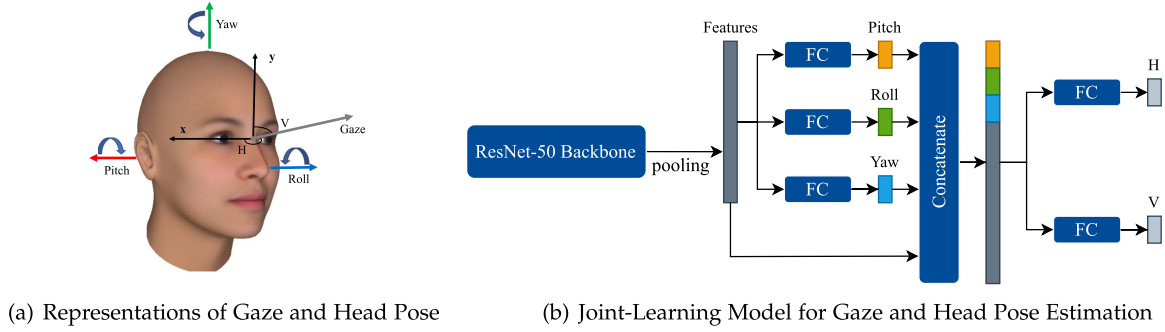 Yaw
y
V
x
Gaze
H
Pitch
Roll
(a) Representations of Gaze and Head Pose
Features
Pitch
FC
Roll
FC
Yaw
FC
ResNet-50 Backbone
pooling
Concatenate
H
FC
V
FC
(b) Joint-Learning Model for Gaze and Head Pose Estimation